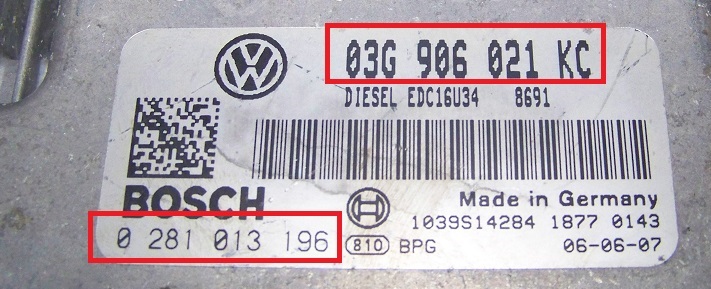 03G 906 021 KC
DIESEL EDC16U34 8691
BOSCH
Made in Germany
0 281 013 196
1039S14284 1877 0143
810 BPG 06-06-07